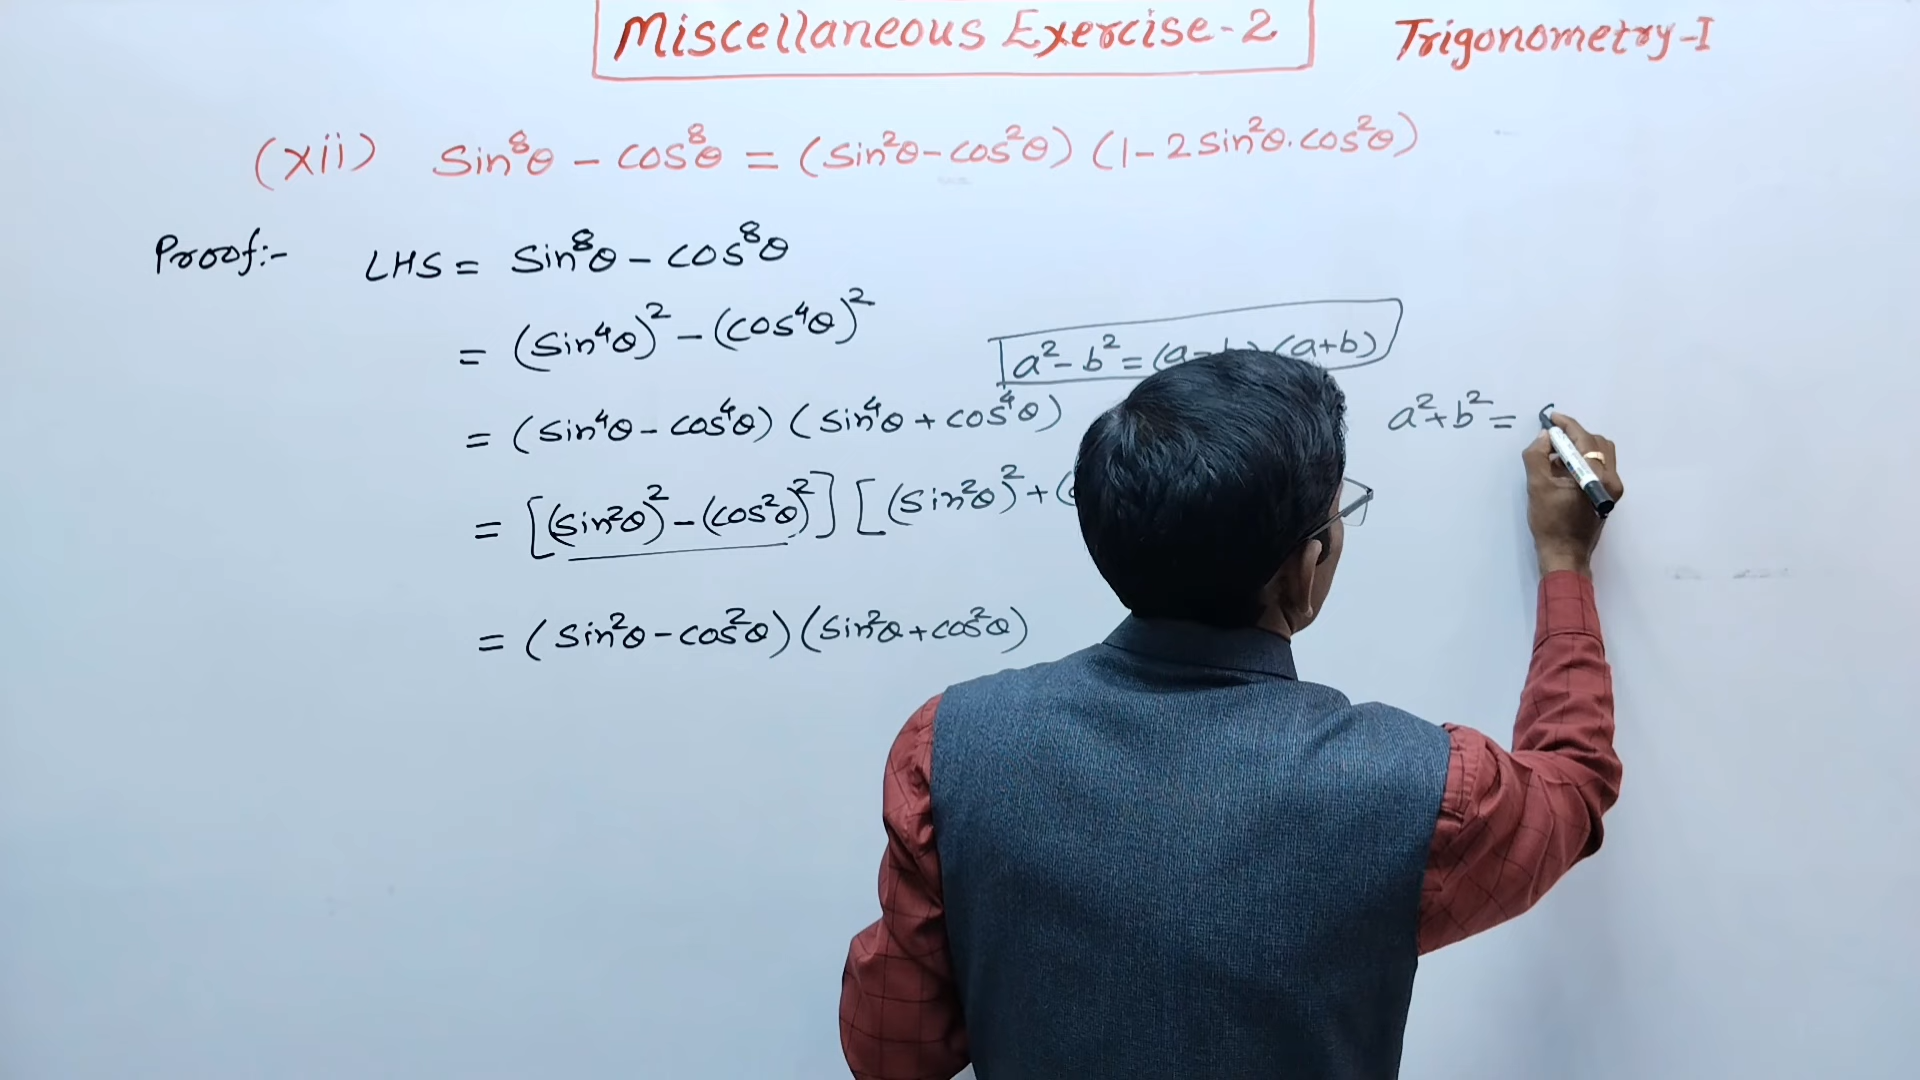 Miscellaneous Exercise-2
Trigonometry-I
(xii) Sin⁸θ - cos⁸θ = (sin²θ-cos²θ) (1-2sin²θ.cos²θ)
Proof:- LHS = Sin⁸θ - cos⁸θ
= (sin⁴θ)² - (cos⁴θ)²
a² - b² = (a-b) (a+b)
= (sin⁴θ - cos⁴θ) (sin⁴θ + cos⁴θ)
a²+b² =
= [(sin²θ)² - (cos²θ)²] [(sin²θ)² + (
= (sin²θ - cos²θ) (sin²θ + cos²θ)